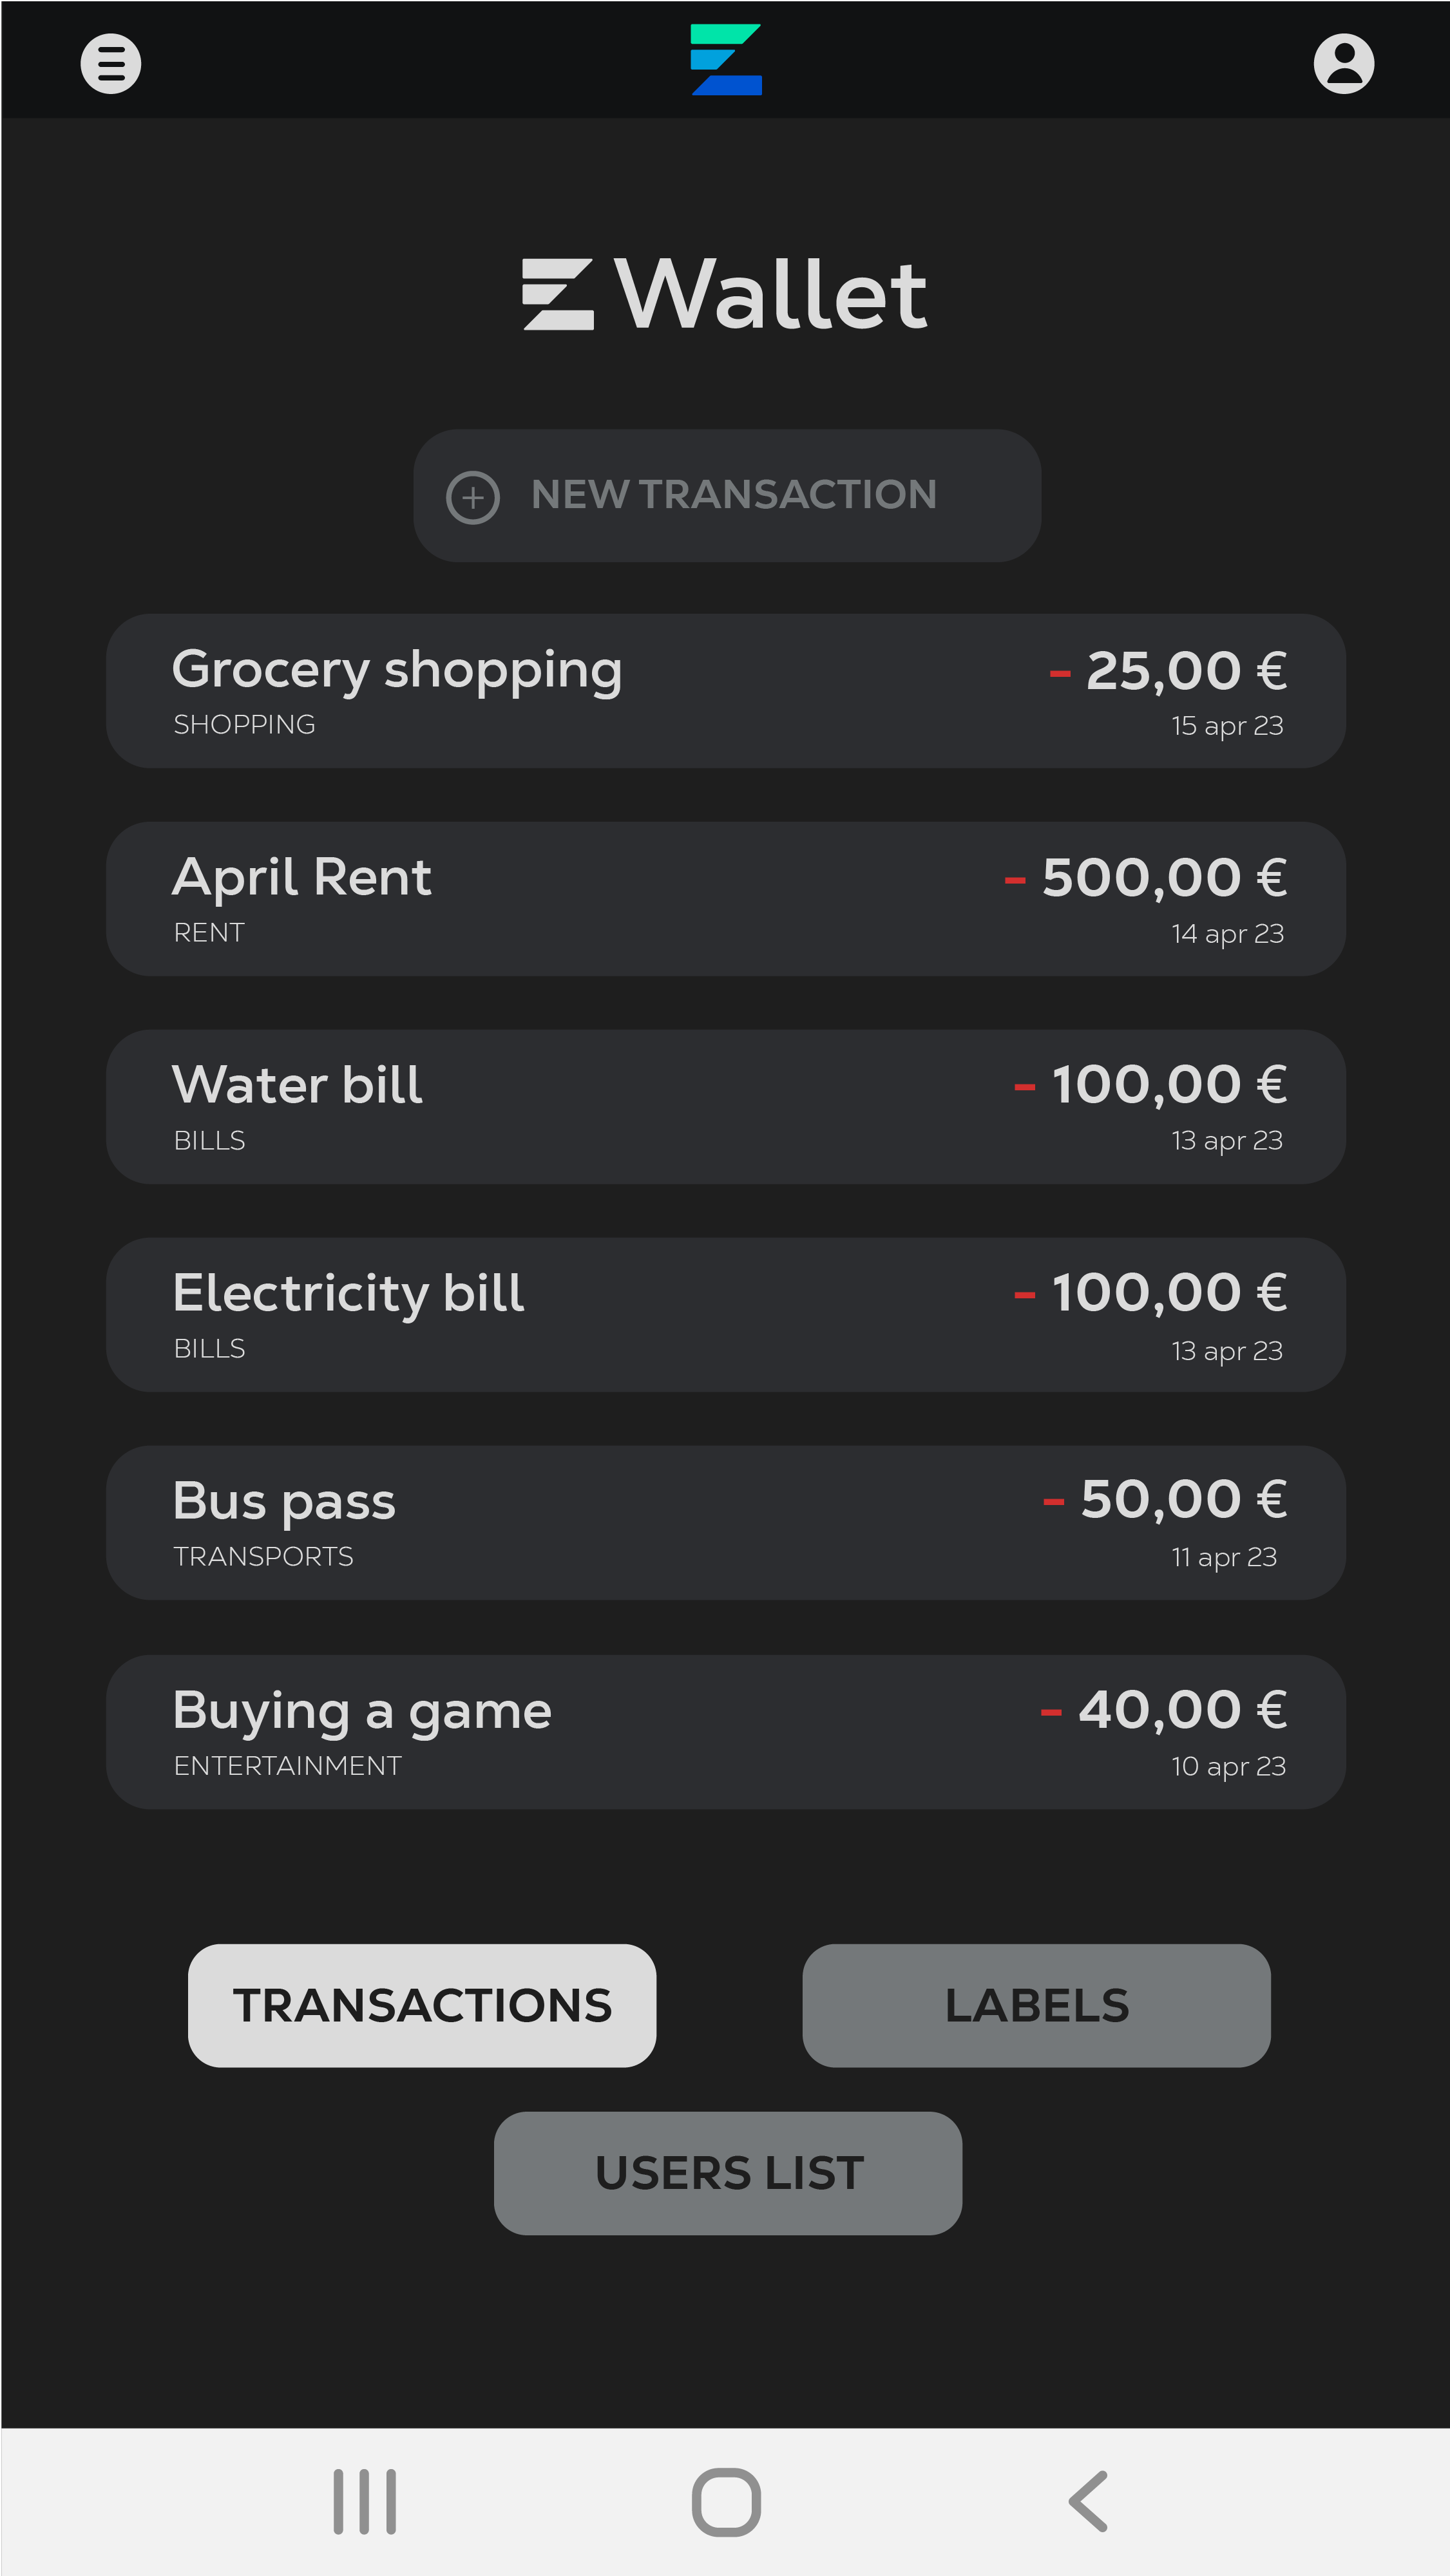 Wallet
NEW TRANSACTION
Grocery shopping
- 25,00 €
SHOPPING
15 apr 23
April Rent
- 500,00 €
RENT
14 apr 23
Water bill
- 100,00 €
BILLS
13 apr 23
Electricity bill
- 100,00 €
BILLS
13 apr 23
Bus pass
- 50,00 €
TRANSPORTS
11 apr 23
Buying a game
- 40,00 €
ENTERTAINMENT
10 apr 23
TRANSACTIONS
LABELS
USERS LIST